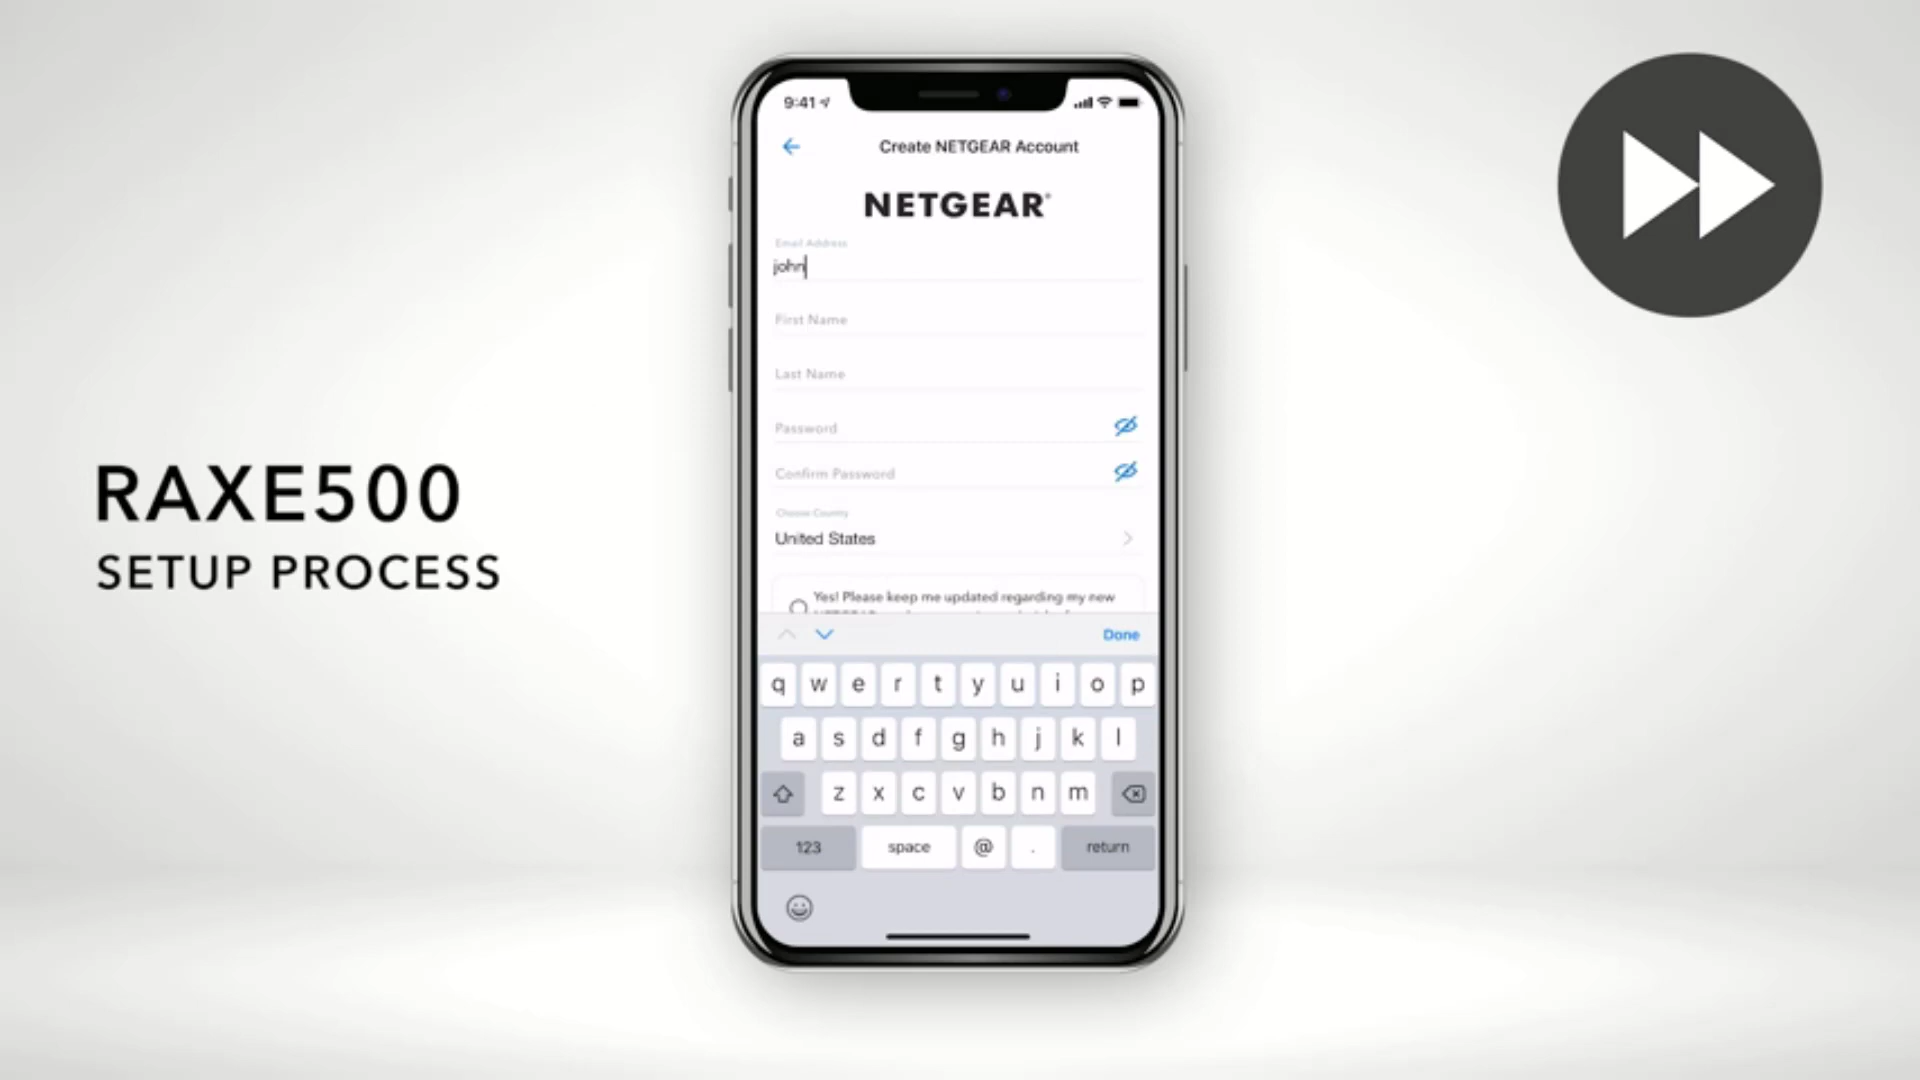 9:41
Create NETGEAR Account
NETGEAR®
Email Address
john
First Name
Last Name
Password
Confirm Password
Choose Country
United States
Yes! Please keep me updated regarding my new
Done
q w e r t y u i o p
a s d f g h j k l
z x c v b n m
123 space @ . return
RAXE500
SETUP PROCESS